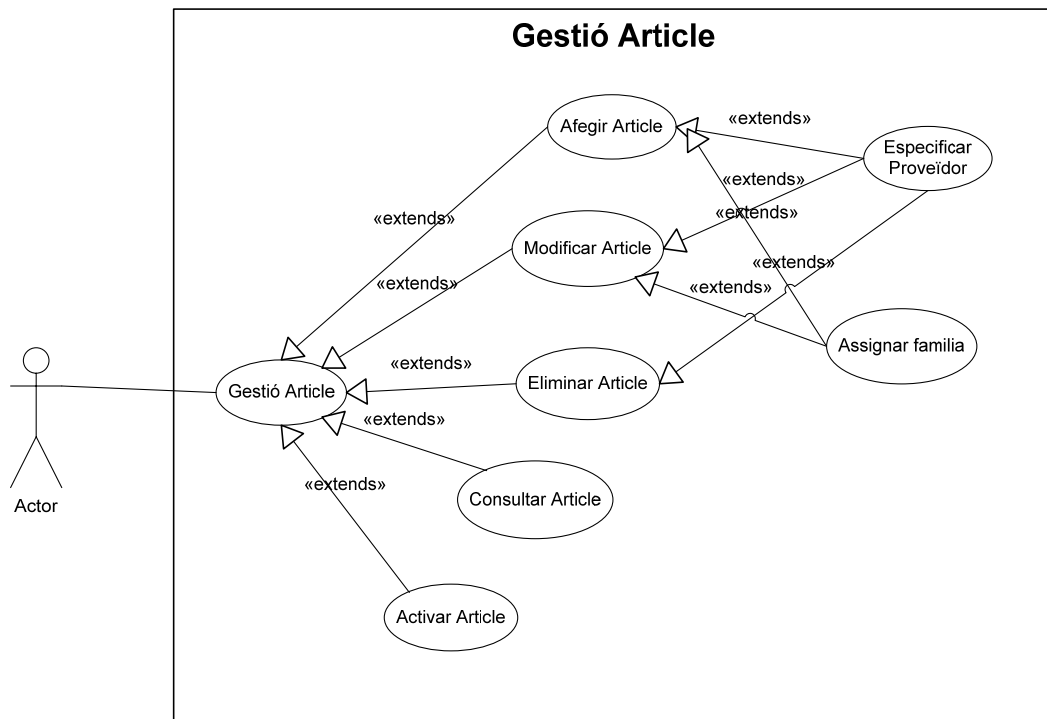 Gestió Article
Afegir Article
«extends»
Especificar
Proveïdor
«extends»
«extends»
«extends»
Modificar Article
«extends»
«extends»
«extends»
Assignar familia
«extends»
Gestió Article
Eliminar Article
«extends»
Consultar Article
«extends»
Actor
Activar Article